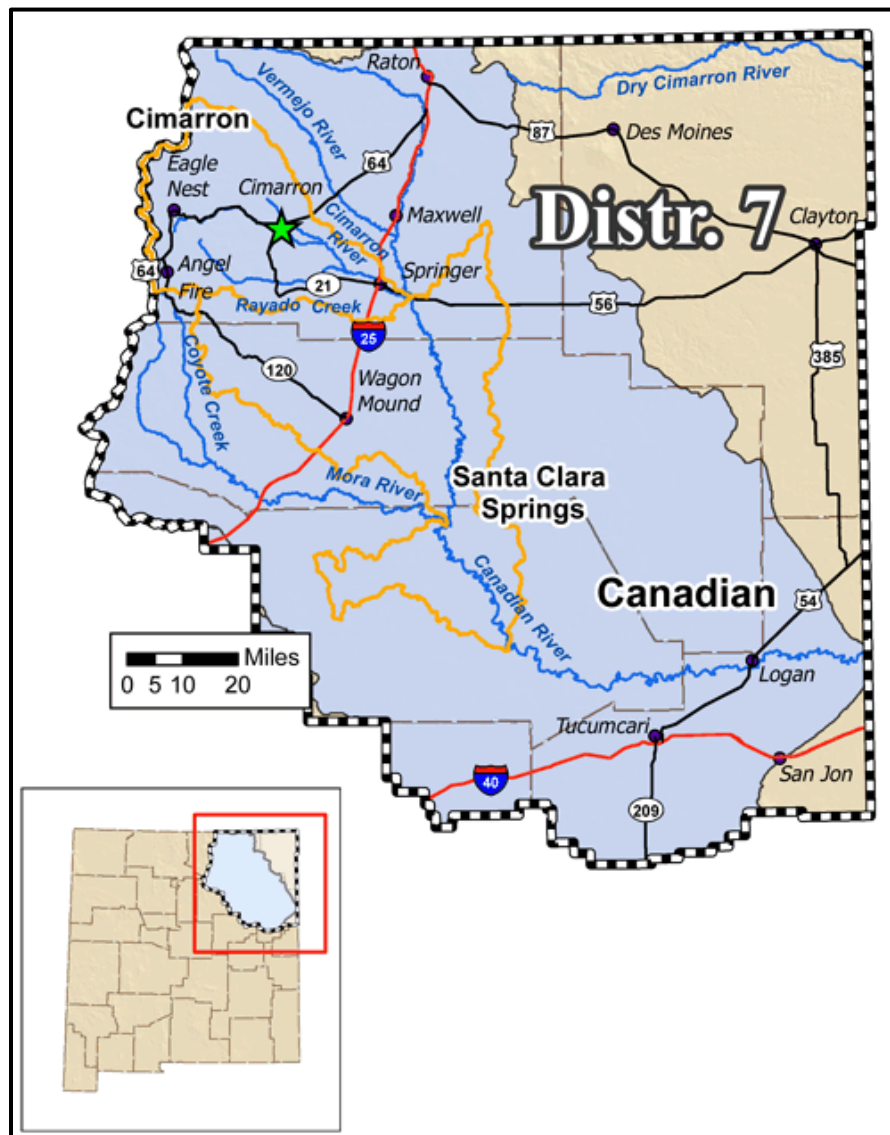 Raton
Dry Cimarron River
Vermejo River
Cimarron
87
Des Moines
64
Eagle
Nest
Cimarron
Distr. 7
Maxwell
Cimarron
River
Clayton
64
Angel
Fire
Springer
21
Rayado Creek
56
25
385
Coyote Creek
120
Wagon
Mound
Mora River
Santa Clara
Springs
Canadian River
Canadian
54
Miles
0 5 10 20
Logan
Tucumcari
San Jon
40
209